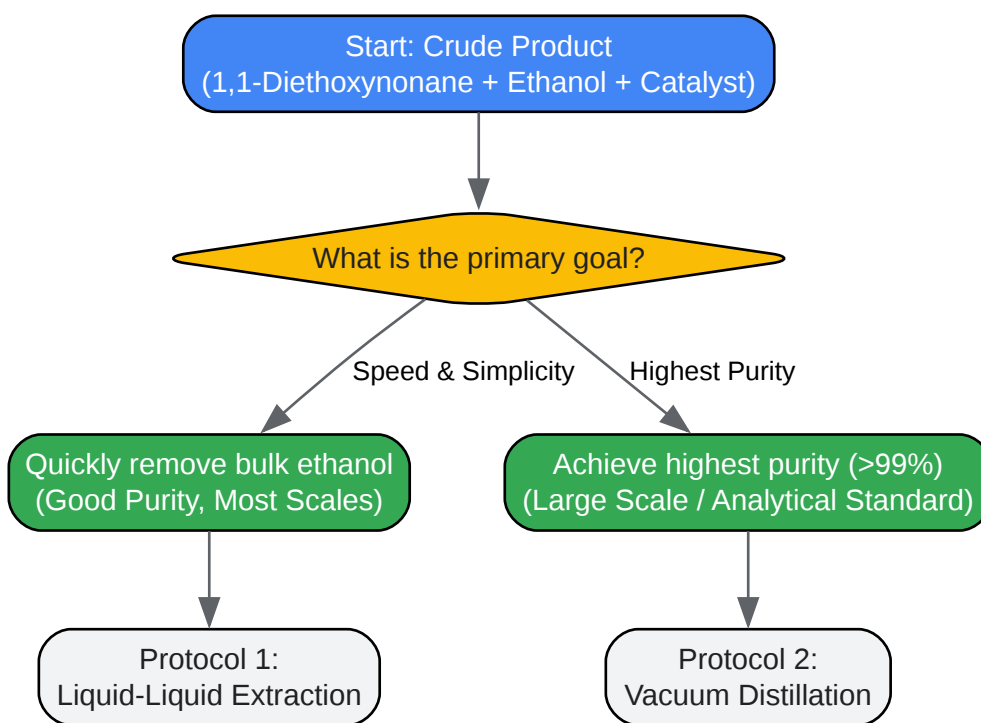 Start: Crude Product
(1,1-Diethoxynonane + Ethanol + Catalyst)
What is the primary goal?
Speed & Simplicity
Highest Purity
Quickly remove bulk ethanol
(Good Purity, Most Scales)
Achieve highest purity (>99%)
(Large Scale / Analytical Standard)
Protocol 1:
Liquid-Liquid Extraction
Protocol 2:
Vacuum Distillation